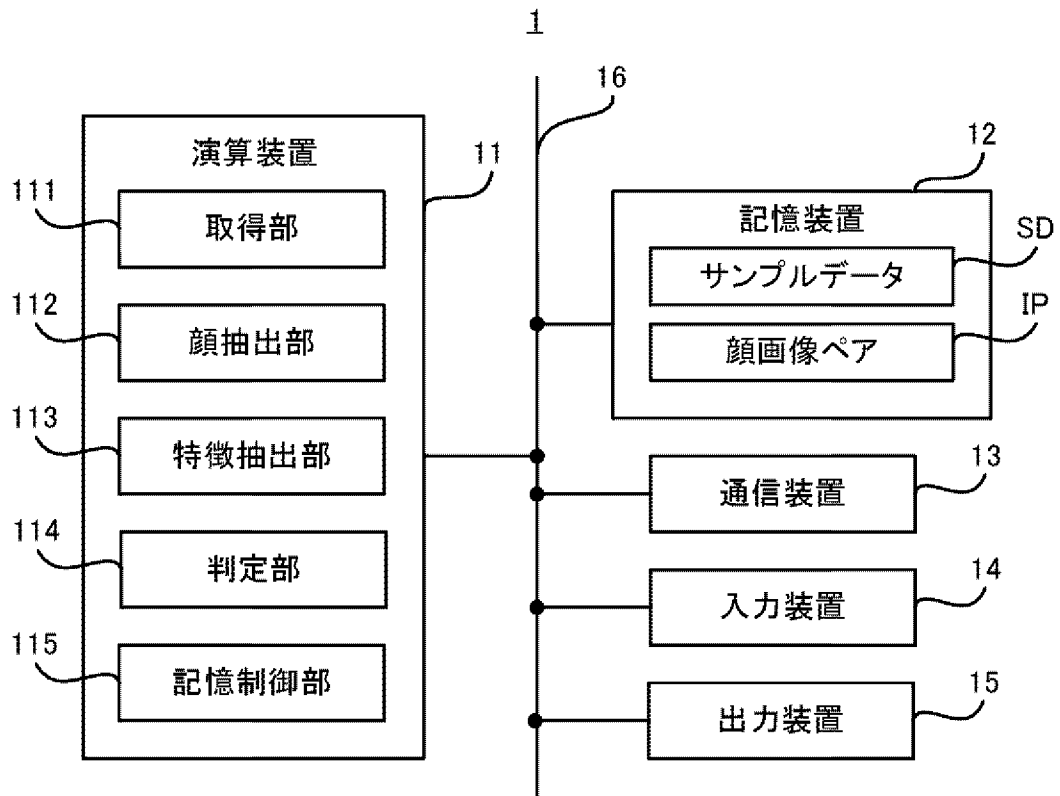 1
16
演算装置
11
111
取得部
112
顔抽出部
113
特徴抽出部
114
判定部
115
記憶制御部
12
記憶装置
SD
サンプルデータ
IP
顔画像ペア
13
通信装置
14
入力装置
15
出力装置